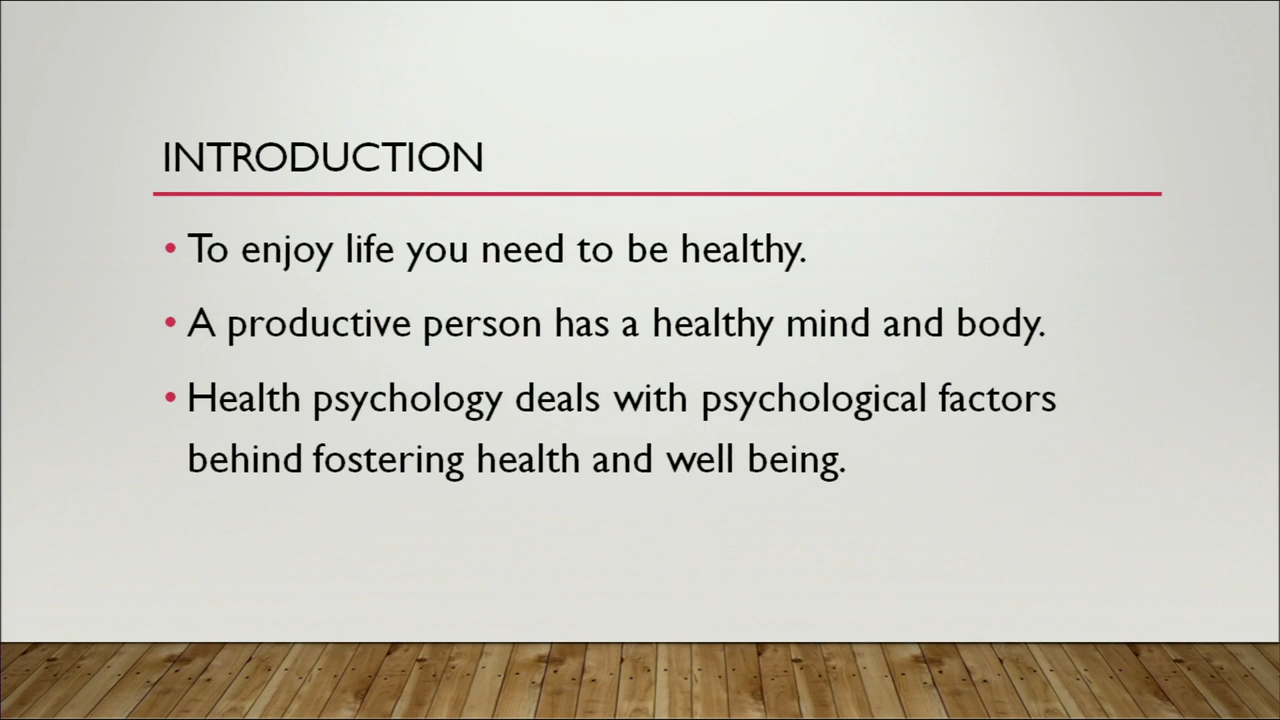 INTRODUCTION
• To enjoy life you need to be healthy.
• A productive person has a healthy mind and body.
• Health psychology deals with psychological factors
behind fostering health and well being.